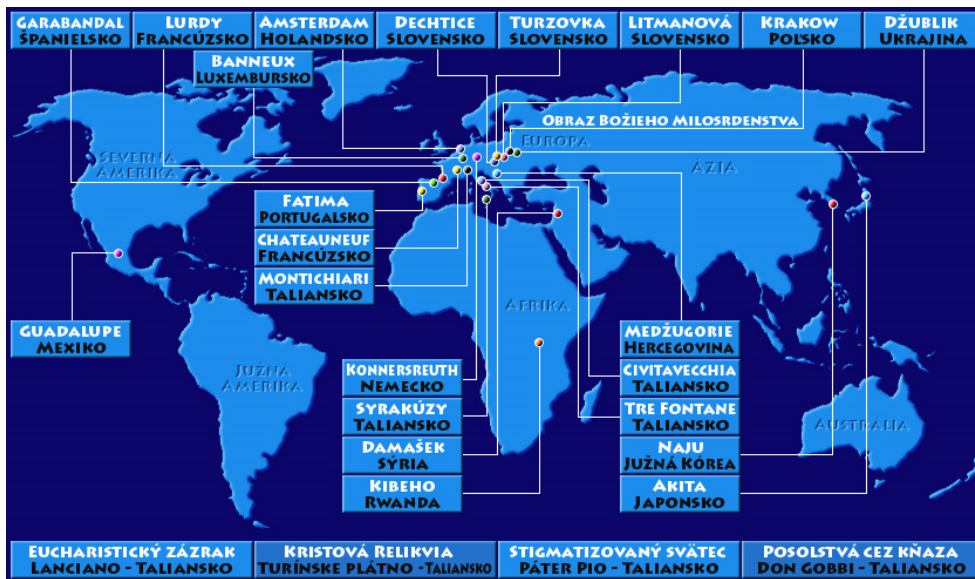 GARABANDAL
ŠPANIELSKO
LURDY
FRANCÚZSKO
AMSTERDAM
HOLANDSKO
DECHTICE
SLOVENSKO
TURZOVKA
SLOVENSKO
LITMANOVÁ
SLOVENSKO
KRAKOW
POĽSKO
DŽUBLIK
UKRAJINA
BANNEUX
LUXEMBURSKO
OBRAZ BOŽIEHO MILOSRDENSTVA
EUROPA
SEVERNÁ
AMERIKA
ÁZIA
FATIMA
PORTUGALSKO
CHATEAUNEUF
FRANCÚZSKO
MONTICHIARI
TALIANSKO
AFRIKA
GUADALUPE
MEXIKO
MEDŽUGORIE
HERCEGOVINA
JUŽNÁ
AMERIKA
KONNERSREUTH
NEMECKO
CIVITAVECCHIA
TALIANSKO
SYRAKÚZY
TALIANSKO
TRE FONTANE
TALIANSKO
AUSTRÁLIA
DAMAŠEK
SÝRIA
NAJU
JUŽNÁ KÓREA
KIBEHO
RWANDA
AKITA
JAPONSKO
EUCHARISTICKÝ ZÁZRAK
LANCIANO - TALIANSKO
KRISTOVÁ RELIKVIA
TURÍNSKE PLÁTNO - TALIANSKO
STIGMATIZOVANÝ SVÄTEC
PÁTER PIO - TALIANSKO
POSOLSTVÁ CEZ KŇAZA
DON GOBBI - TALIANSKO